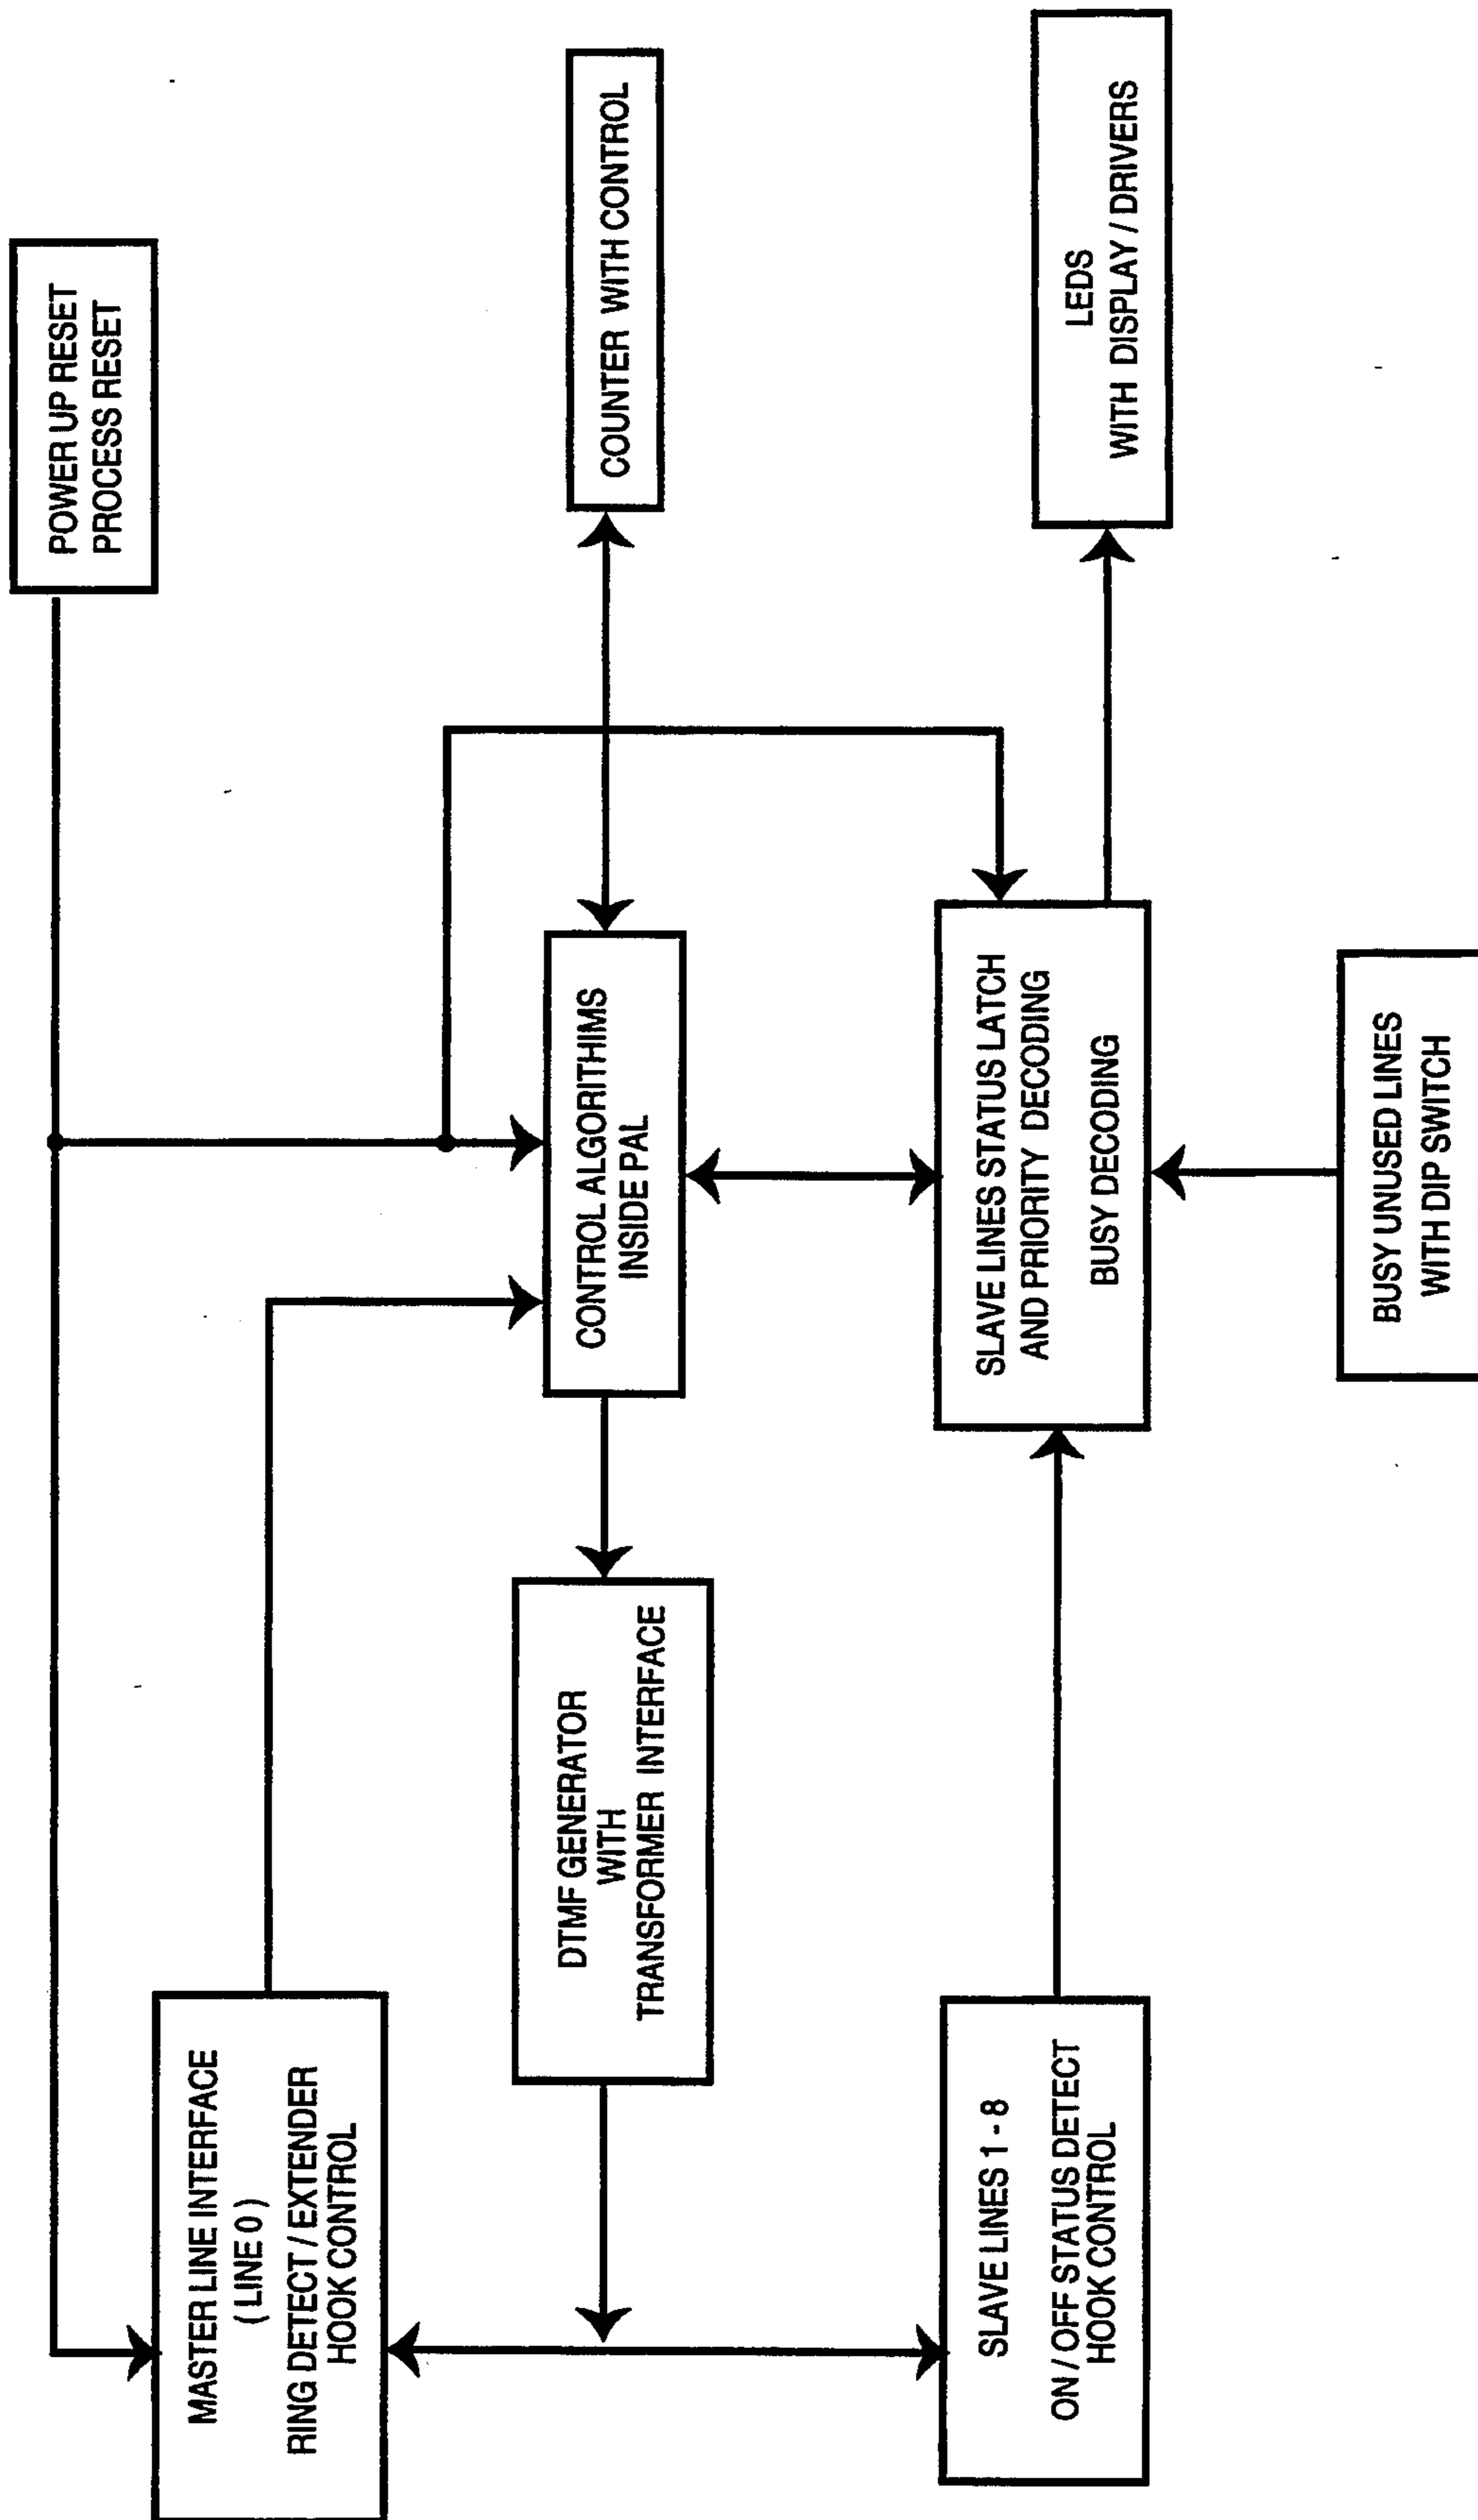 MASTER LINE INTERFACE
( LINE 0 )
RING DETECT / EXTENDER
HOOK CONTROL
POWER UP RESET
PROCESS RESET
DTMF GENERATOR
WITH
TRANSFORMER INTERFACE
CONTROL ALGORITHIMS
INSIDE PAL
COUNTER WITH CONTROL
SLAVE LINES 1 - 8
ON / OFF STATUS DETECT
HOOK CONTROL
SLAVE LINES STATUS LATCH
AND PRIORITY DECODING
BUSY DECODING
LEDS
WITH DISPLAY / DRIVERS
BUSY UNUSED LINES
WITH DIP SWITCH